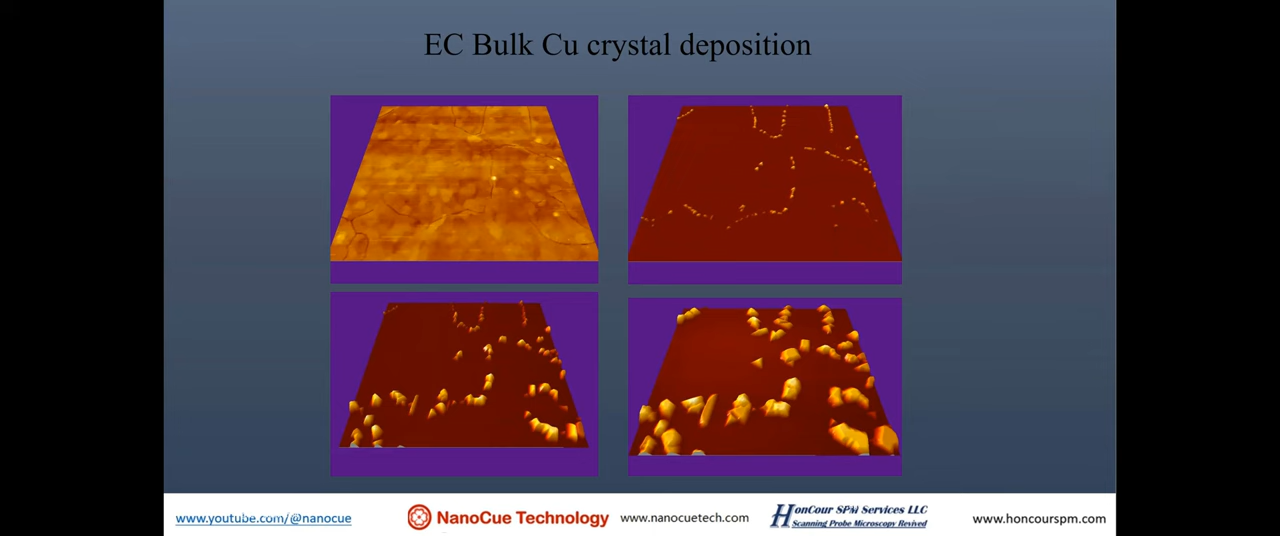 EC Bulk Cu crystal deposition
www.youtube.com/@nanocue
NanoCue Technology
www.nanocuetech.com
HonCour SPM Services LLC
Scanning Probe Microscopy Revived
www.honcourspm.com